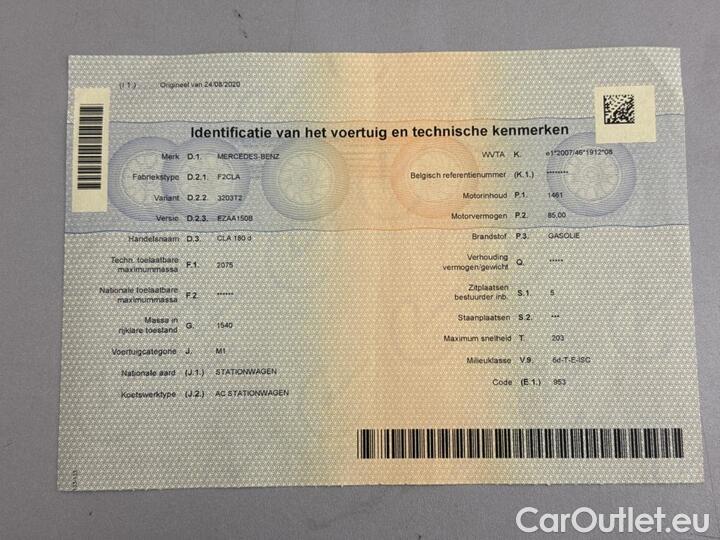 (I 1.) Origineel van 24/08/2020
Identificatie van het voertuig en technische kenmerken
Merk D.1. MERCEDES-BENZ
Fabriekstype D.2.1. F2CLA
Variant D.2.2. 3203T2
Versie D.2.3. EZAA150B
Handelsnaam D.3. CLA 180 d
Techn. toelaatbare
maximummassa F.1. 2075
Nationale toelaatbare
maximummassa F.2. ******
Massa in
rijklare toestand G. 1540
Voertuigcategorie J. M1
Nationale aard (J.1.) STATIONWAGEN
Koetswerktype (J.2.) AC STATIONWAGEN
WVTA K. e1*2007/46*1912*08
Belgisch referentienummer (K.1.) ********
Motorinhoud P.1. 1461
Motorvermogen P.2. 85,00
Brandstof P.3. GASOLIE
Verhouding
vermogen/gewicht Q. *****
Zitplaatsen
bestuurder inb. S.1. 5
Staanplaatsen S.2. ***
Maximum snelheid T. 203
Milieuklasse V.9. 6d-T-E-ISC
Code (E.1.) 953
CarOutlet.eu